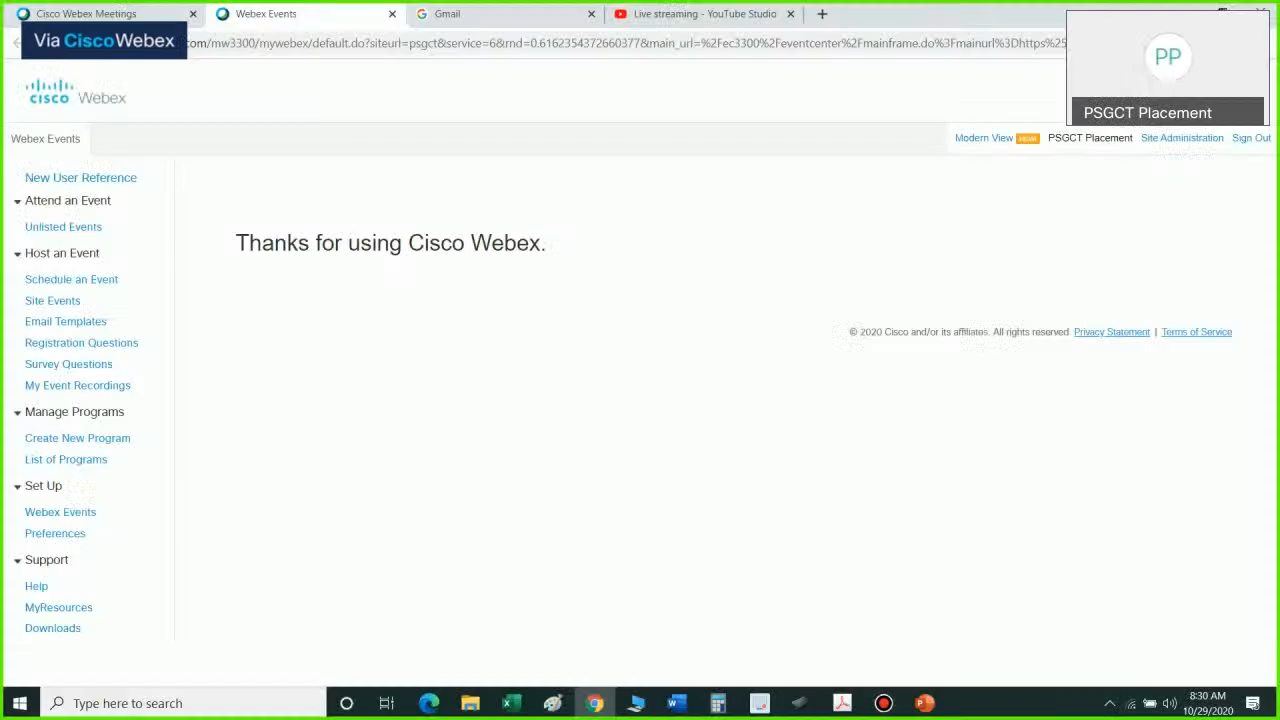 Cisco Webex Meetings
Webex Events
Gmail
Live streaming - YouTube Studio
Via Cisco Webex
.com/mw3300/mywebex/default.do?siteurl=psgct&service=6&rnd=0.6162354372660377&main_url=%2Fec3300%2Feventcenter%2Fmainframe.do%3Fmainurl%3Dhttps%25
PP
PSGCT Placement
CISCO Webex
Webex Events
Modern View NEW! PSGCT Placement Site Administration Sign Out
New User Reference
Attend an Event
Unlisted Events
Host an Event
Schedule an Event
Site Events
Email Templates
Registration Questions
Survey Questions
My Event Recordings
Manage Programs
Create New Program
List of Programs
Set Up
Webex Events
Preferences
Support
Help
MyResources
Downloads
Thanks for using Cisco Webex.
© 2020 Cisco and/or its affiliates. All rights reserved. Privacy Statement | Terms of Service
Type here to search
8:30 AM
10/29/2020